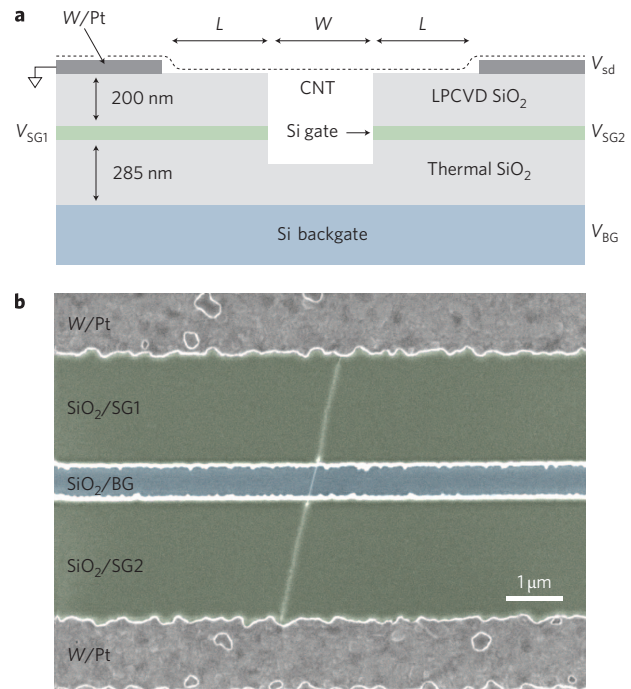 a
W/Pt
L
W
L
V_sd
CNT
200 nm
LPCVD SiO₂
V_SG1
Si gate
V_SG2
285 nm
Thermal SiO₂
Si backgate
V_BG
b
W/Pt
SiO₂/SG1
SiO₂/BG
SiO₂/SG2
1 μm
W/Pt